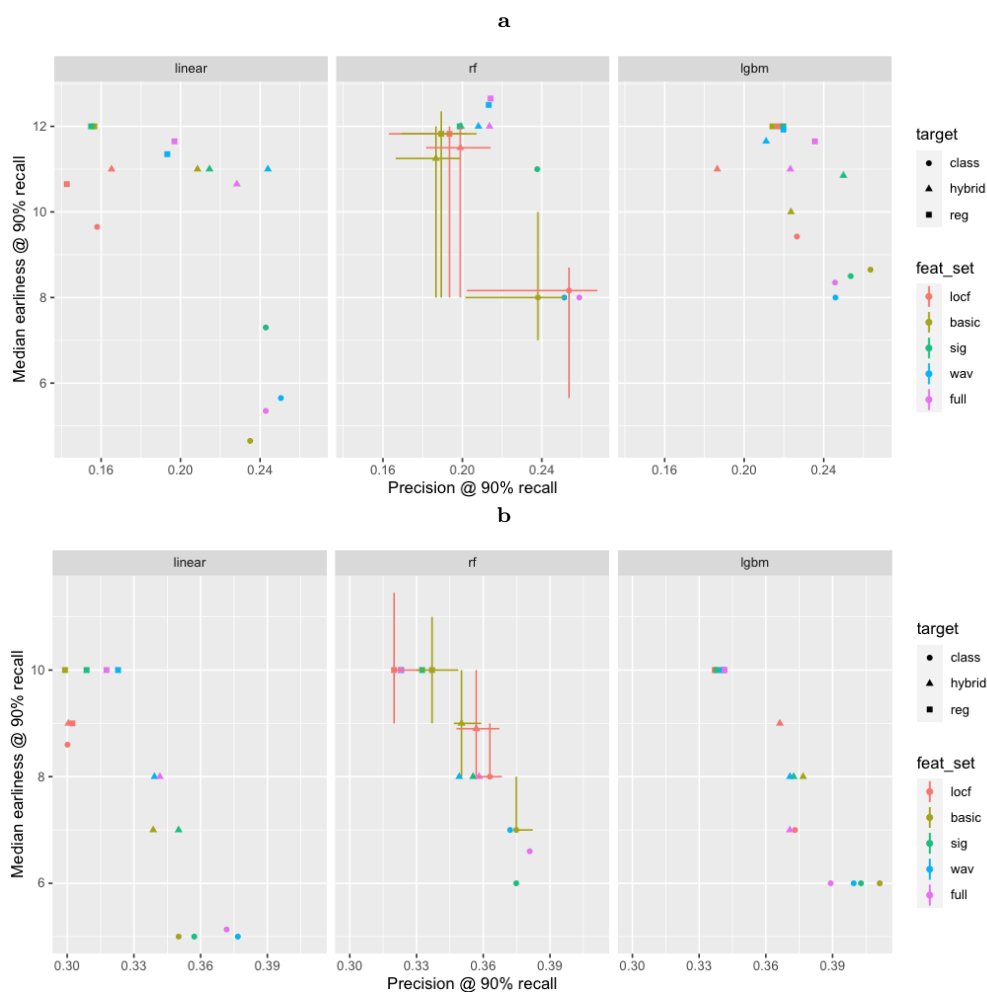 a
linear
rf
lgbm
12
10
8
6
Median earliness @ 90% recall
0.16 0.20 0.24
0.16 0.20 0.24
0.16 0.20 0.24
Precision @ 90% recall
target
class
hybrid
reg
feat_set
locf
basic
sig
wav
full
b
linear
rf
lgbm
10
8
6
Median earliness @ 90% recall
0.30 0.33 0.36 0.39
0.30 0.33 0.36 0.39
0.30 0.33 0.36 0.39
Precision @ 90% recall
target
class
hybrid
reg
feat_set
locf
basic
sig
wav
full